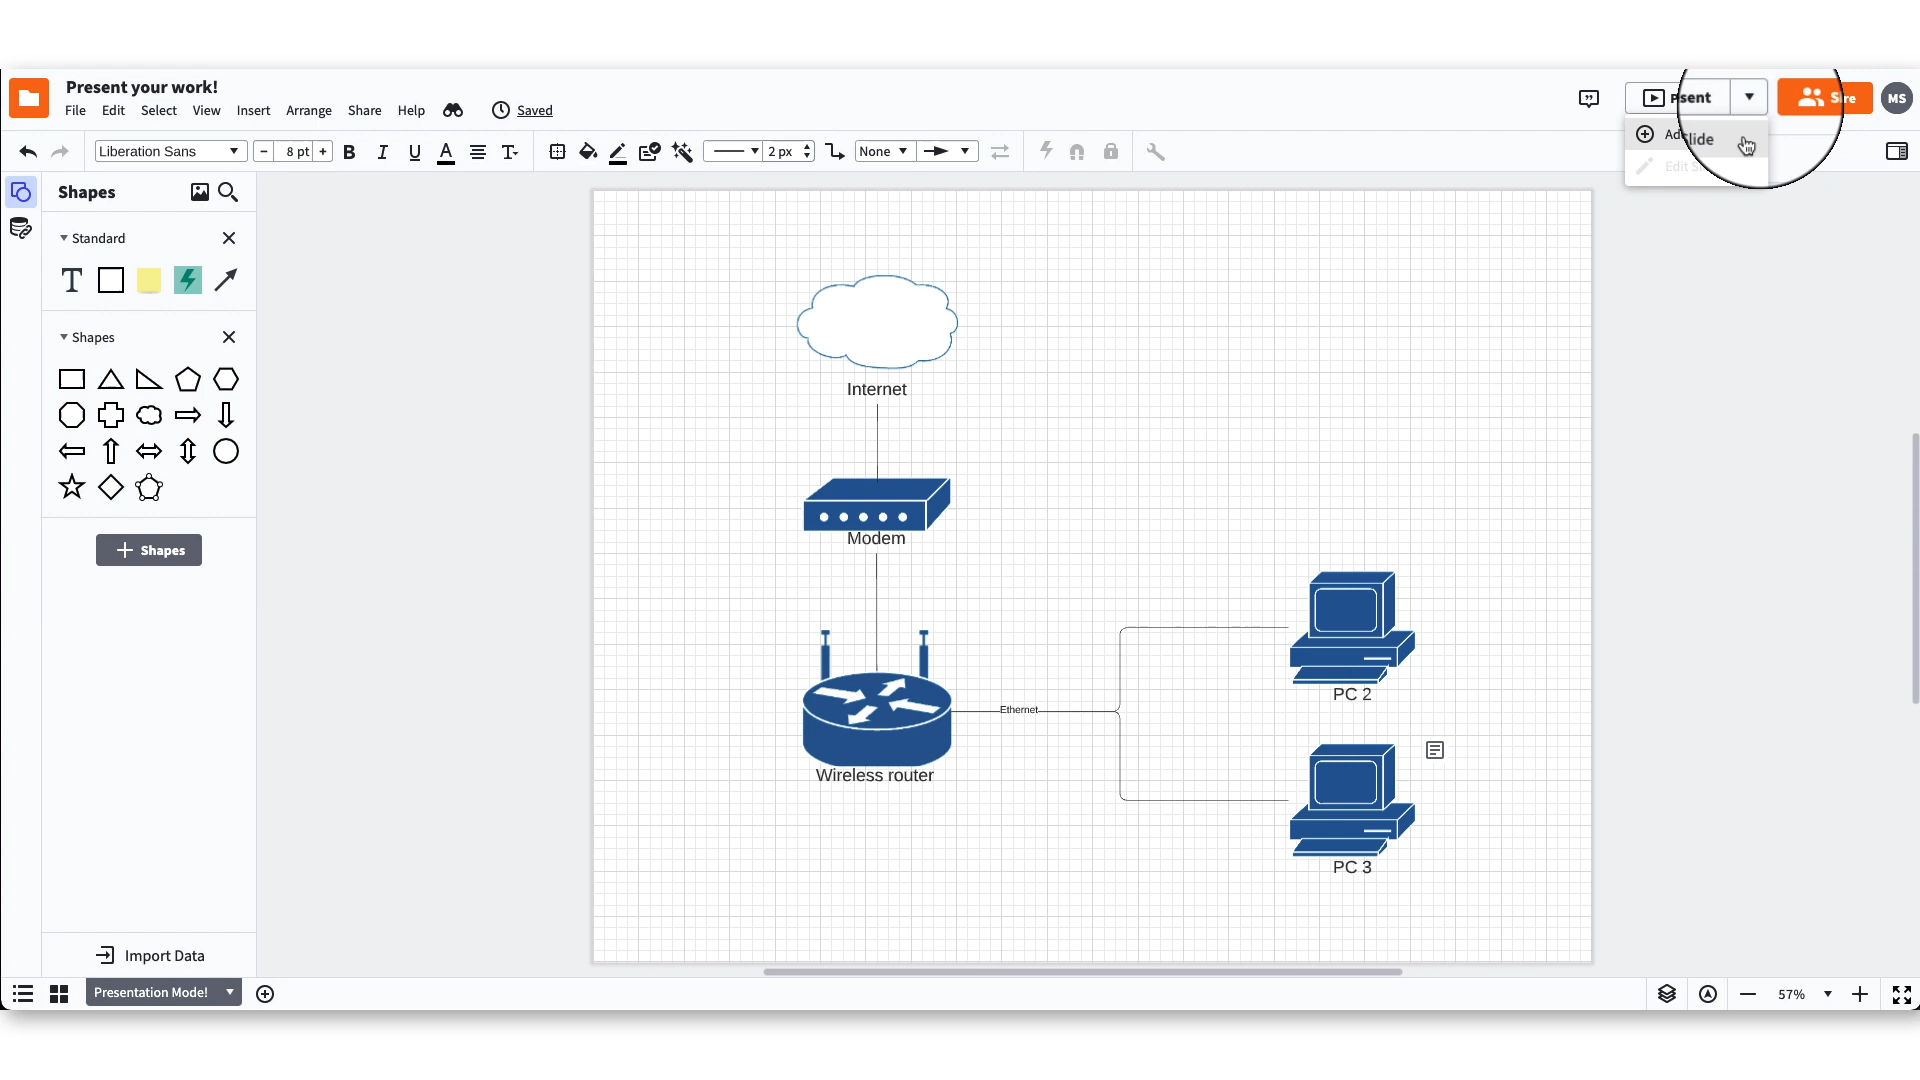 Present your work!
File Edit Select View Insert Arrange Share Help Saved
MS
Liberation Sans 8 pt 2 px None
Shapes
Standard
Shapes
Shapes
Import Data
Internet
Modem
Ethernet
Wireless router
PC 2
PC 3
Presentation Mode!
57%